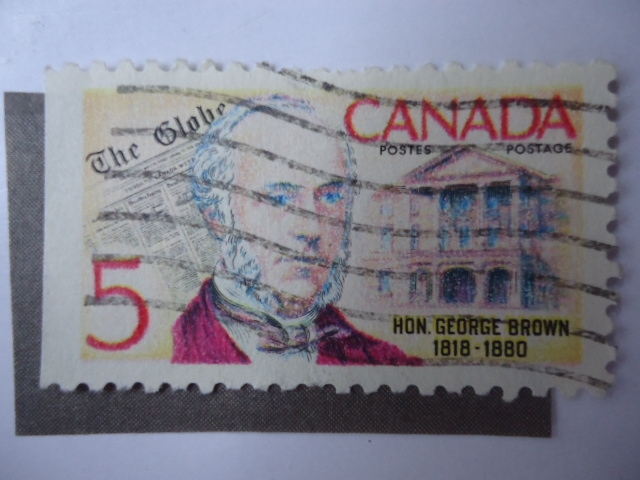 The Globe
CANADA
POSTES POSTAGE
5
HON. GEORGE BROWN
1818 - 1880